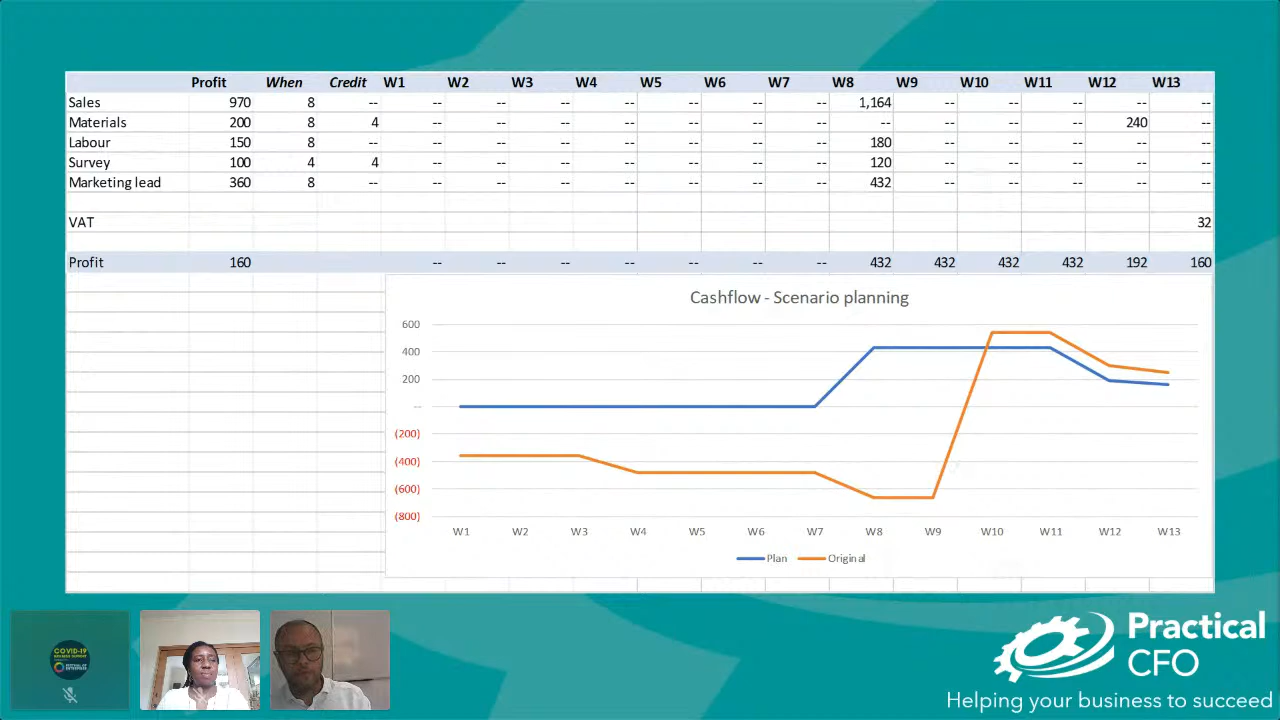 Profit When Credit W1 W2 W3 W4 W5 W6 W7 W8 W9 W10 W11 W12 W13
Sales 970 8 -- -- -- -- -- -- -- -- 1,164 -- -- -- -- --
Materials 200 8 4 -- -- -- -- -- -- -- -- -- -- -- 240 --
Labour 150 8 -- -- -- -- -- -- -- -- 180 -- -- -- -- --
Survey 100 4 4 -- -- -- -- -- -- -- 120 -- -- -- -- --
Marketing lead 360 8 -- -- -- -- -- -- -- -- 432 -- -- -- -- --
VAT 32
Profit 160 -- -- -- -- -- -- -- 432 432 432 432 192 160
Cashflow - Scenario planning
600
400
200
--
(200)
(400)
(600)
(800)
W1 W2 W3 W4 W5 W6 W7 W8 W9 W10 W11 W12 W13
Plan Original
COVID-19
Practical
CFO
Helping your business to succeed